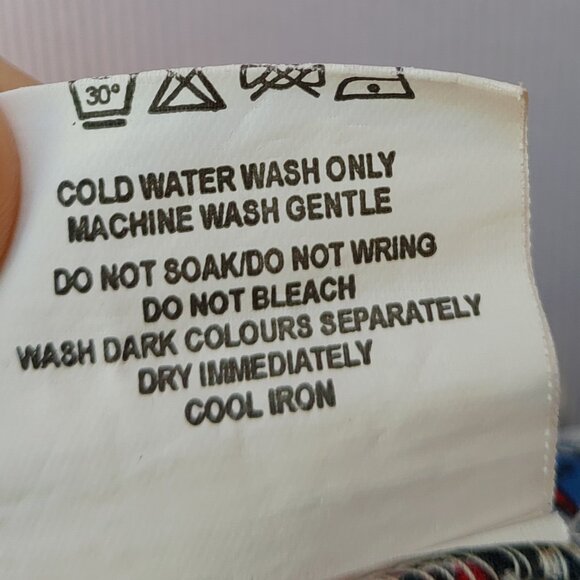 30°
COLD WATER WASH ONLY
MACHINE WASH GENTLE
DO NOT SOAK/DO NOT WRING
DO NOT BLEACH
WASH DARK COLOURS SEPARATELY
DRY IMMEDIATELY
COOL IRON